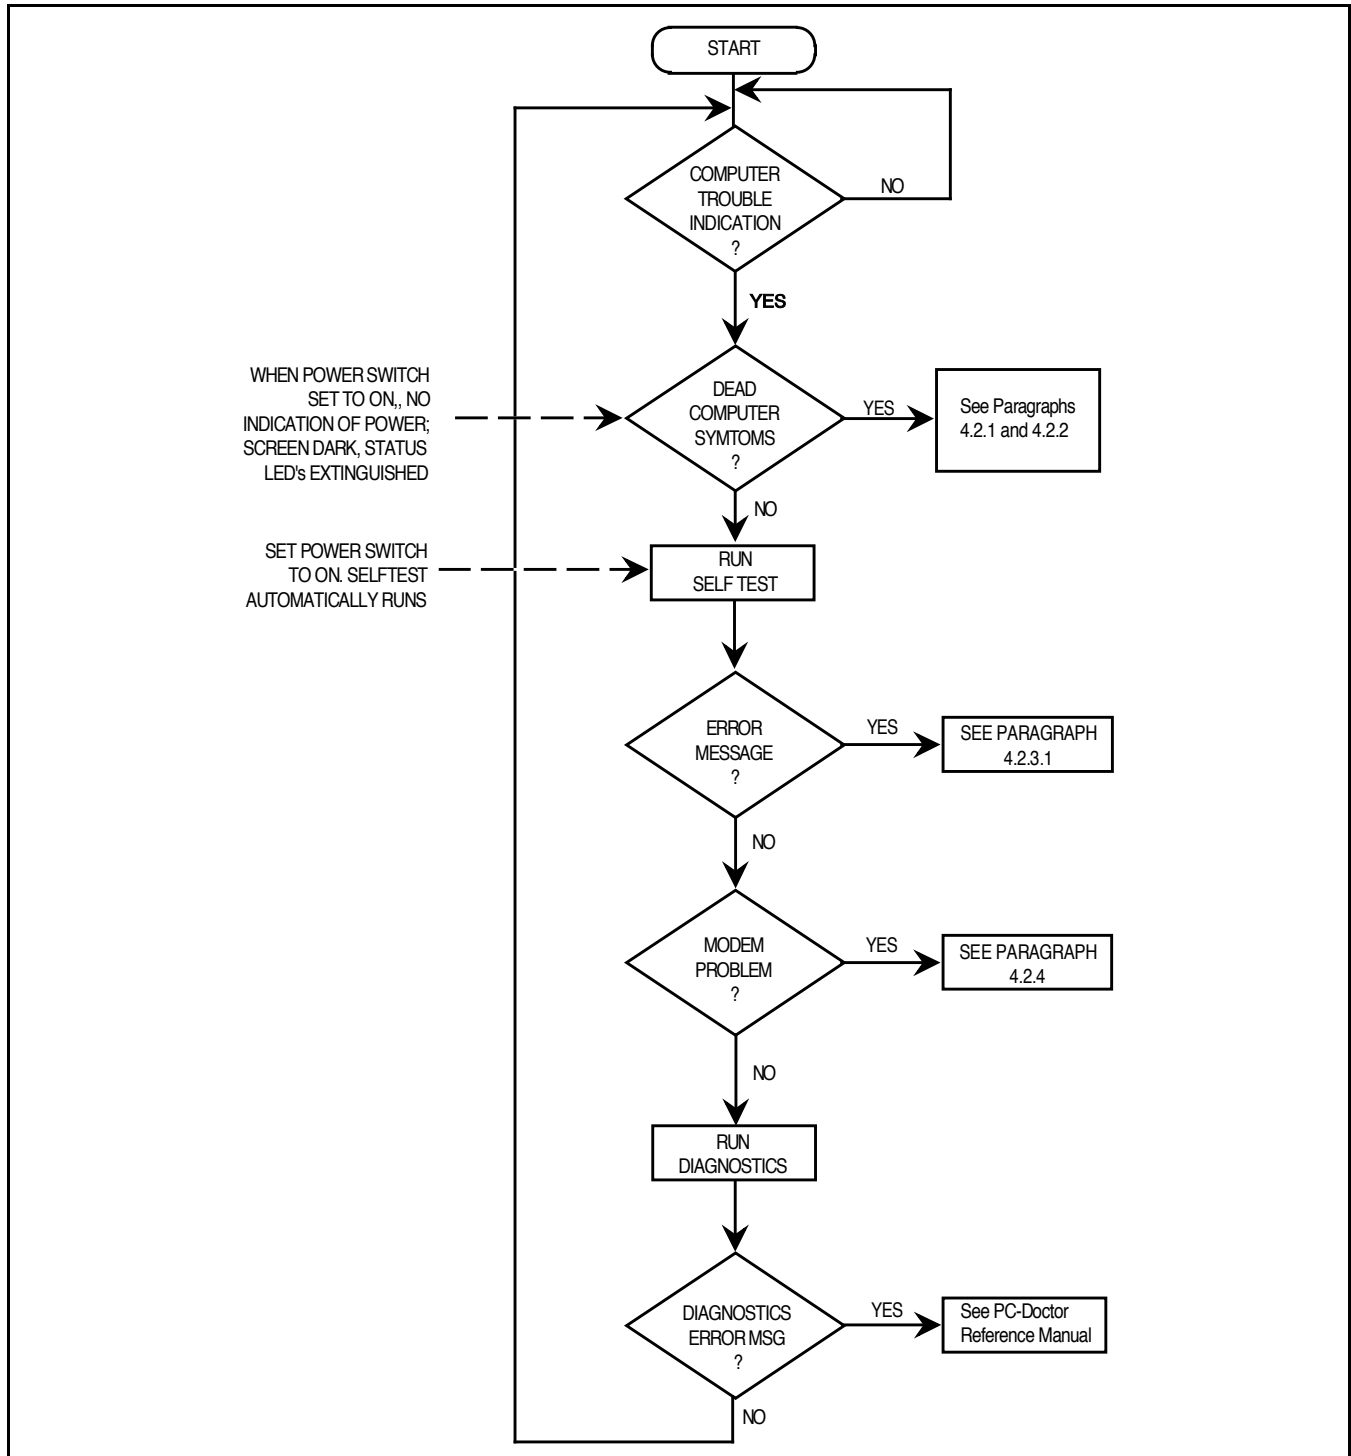 START
COMPUTER
TROUBLE
INDICATION
?
NO
YES
WHEN POWER SWITCH
SET TO ON,, NO
INDICATION OF POWER;
SCREEN DARK, STATUS
LED's EXTINGUISHED
DEAD
COMPUTER
SYMTOMS
?
YES
See Paragraphs
4.2.1 and 4.2.2
NO
SET POWER SWITCH
TO ON. SELFTEST
AUTOMATICALLY RUNS
RUN
SELF TEST
ERROR
MESSAGE
?
YES
SEE PARAGRAPH
4.2.3.1
NO
MODEM
PROBLEM
?
YES
SEE PARAGRAPH
4.2.4
NO
RUN
DIAGNOSTICS
DIAGNOSTICS
ERROR MSG
?
YES
See PC-Doctor
Reference Manual
NO